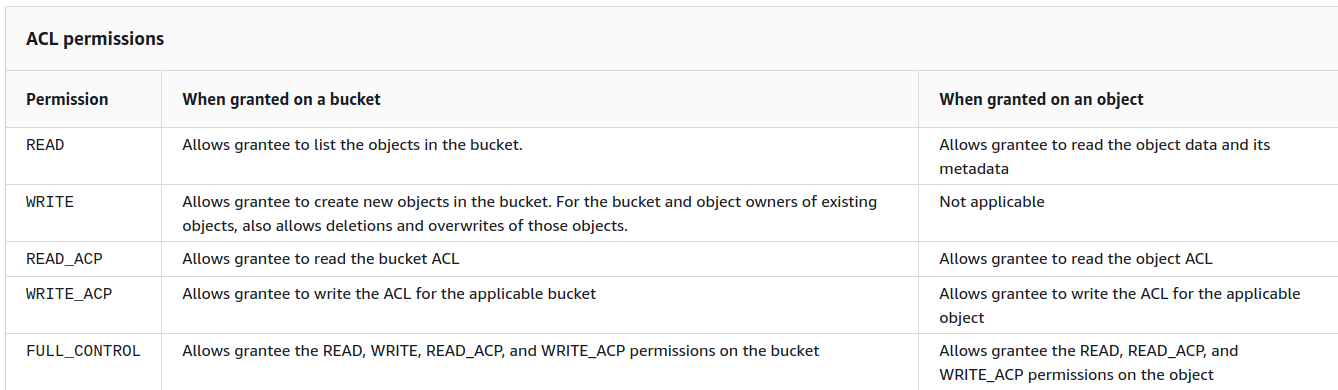 ACL permissions
Permission When granted on a bucket When granted on an object
READ Allows grantee to list the objects in the bucket. Allows grantee to read the object data and its
metadata
WRITE Allows grantee to create new objects in the bucket. For the bucket and object owners of existing Not applicable
objects, also allows deletions and overwrites of those objects.
READ_ACP Allows grantee to read the bucket ACL Allows grantee to read the object ACL
WRITE_ACP Allows grantee to write the ACL for the applicable bucket Allows grantee to write the ACL for the applicable
object
FULL_CONTROL Allows grantee the READ, WRITE, READ_ACP, and WRITE_ACP permissions on the bucket Allows grantee the READ, READ_ACP, and
WRITE_ACP permissions on the object